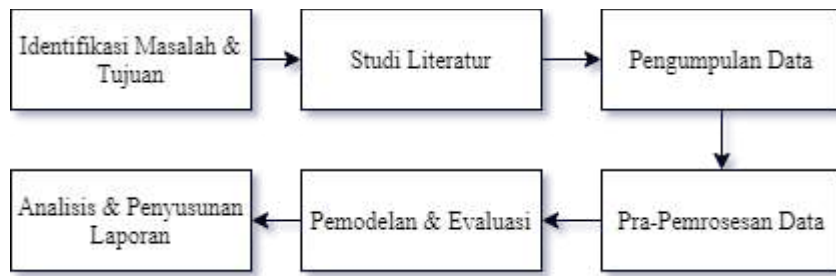 Identifikasi Masalah &
Tujuan
Studi Literatur
Pengumpulan Data
Pra-Pemrosesan Data
Pemodelan & Evaluasi
Analisis & Penyusunan
Laporan